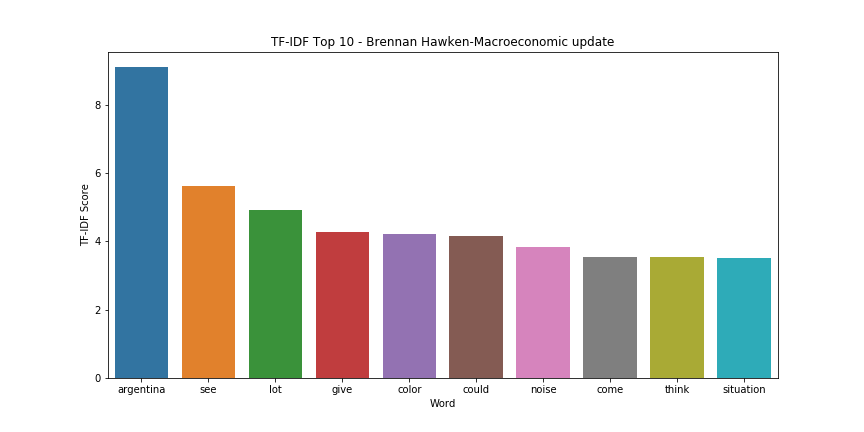 TF-IDF Top 10 - Brennan Hawken-Macroeconomic update
TF-IDF Score
8
6
4
2
0
argentina see lot give color could noise come think situation
Word